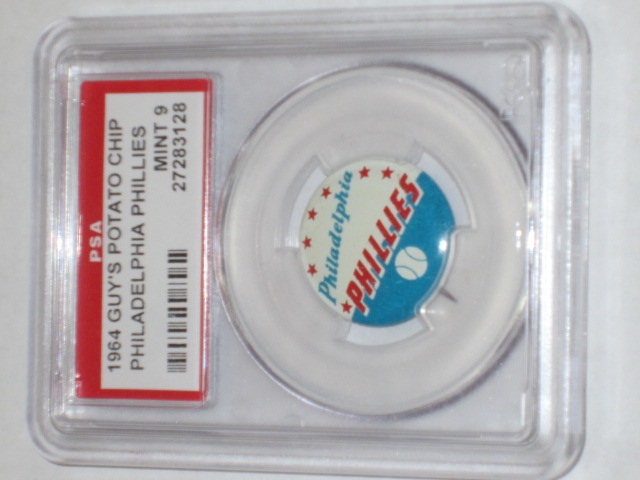 PSA
1964 GUY'S POTATO CHIP
PHILADELPHIA PHILLIES
MINT 9
27283128
Philadelphia
PHILLIES